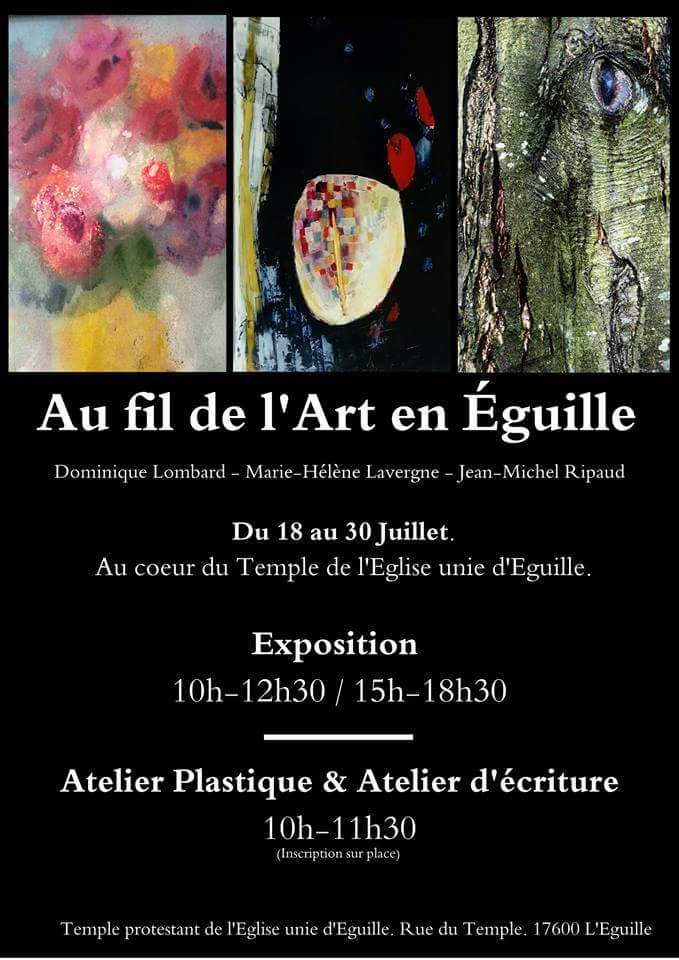 Au fil de l'Art en Éguille
Dominique Lombard - Marie-Hélène Lavergne - Jean-Michel Ripaud
Du 18 au 30 Juillet.
Au coeur du Temple de l'Eglise unie d'Eguille.
Exposition
10h-12h30 / 15h-18h30
Atelier Plastique & Atelier d'écriture
10h-11h30
(Inscription sur place)
Temple protestant de l'Eglise unie d'Eguille. Rue du Temple. 17600 L'Eguille